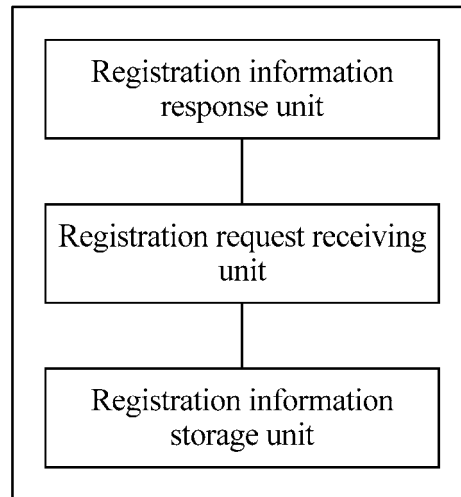 Registration information
response unit
Registration request receiving
unit
Registration information
storage unit